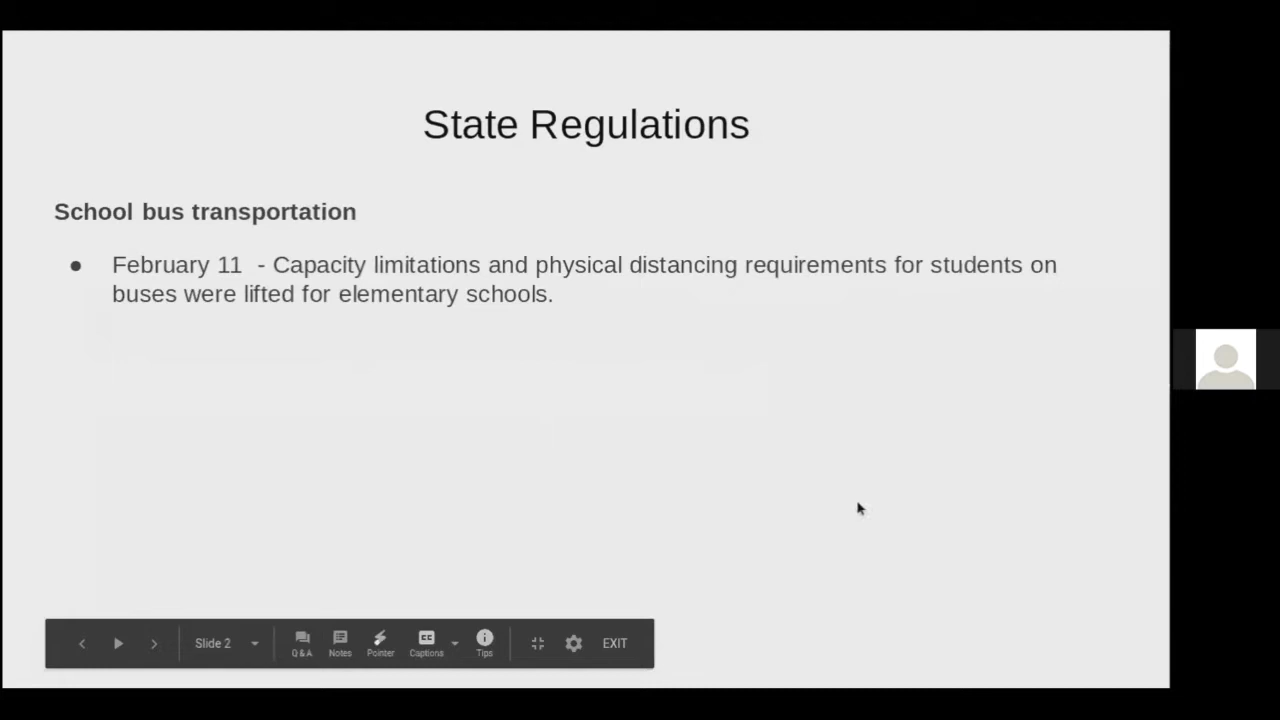 State Regulations
School bus transportation
● February 11  - Capacity limitations and physical distancing requirements for students on
buses were lifted for elementary schools.
Slide 2
Q & A
Notes
Pointer
CC
Captions
Tips
EXIT